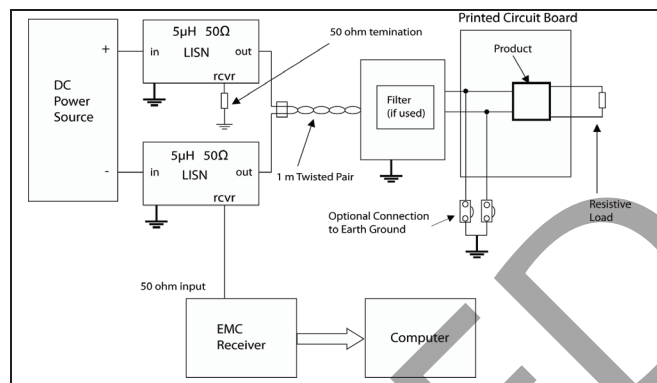 Printed Circuit Board
5µH 50Ω
LISN
in
out
rcvr
+
50 ohm temination
Product
DC
Power
Source
Filter
(if used)
1 m Twisted Pair
-
5µH 50Ω
LISN
in
out
rcvr
Optional Connection
to Earth Ground
Resistive
Load
50 ohm input
EMC
Receiver
Computer